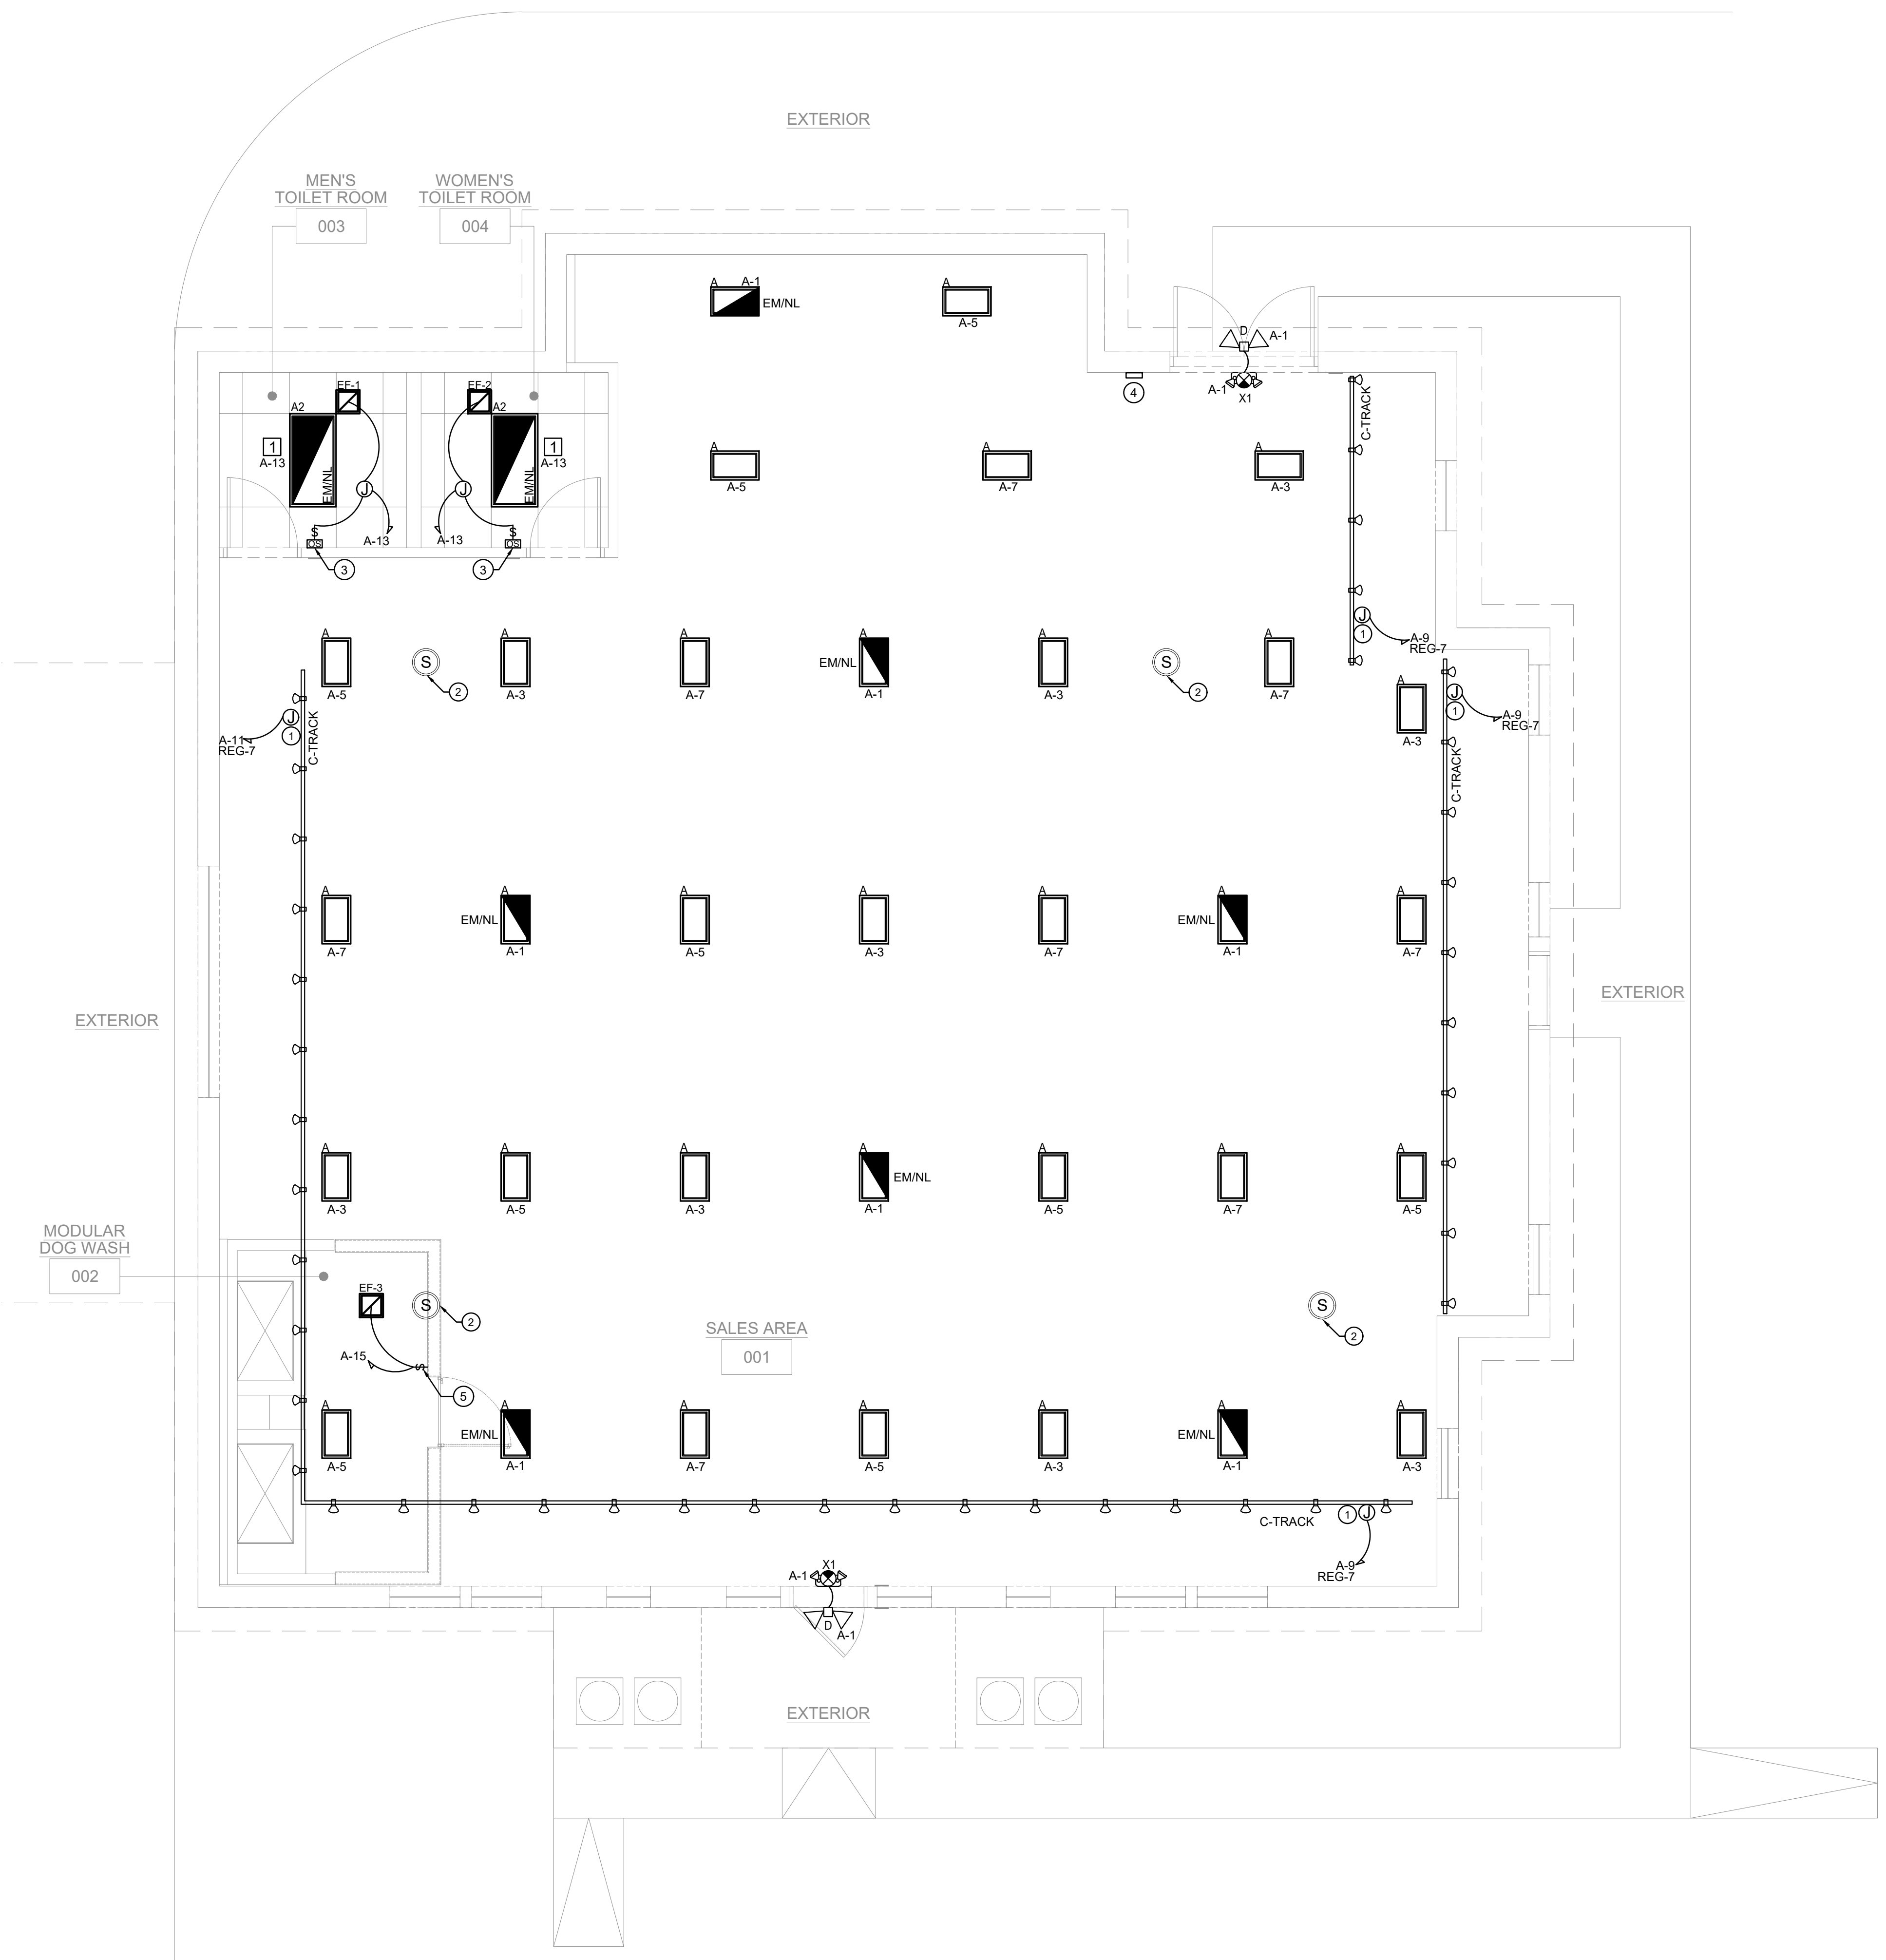 EXTERIOR
MEN'S
TOILET ROOM
003
WOMEN'S
TOILET ROOM
004
A
A-1
EM/NL
A
A-5
D
A-1
A-1
X1
4
C-TRACK
EF-1
EF-2
A2
A2
1
A-13
EM/NL
1
A-13
EM/NL
J
J
S
OS
A-13
A-13
S
OS
3
3
A
A-5
A
A-7
A
A-3
J
1
A-9
REG-7
A
A-5
S
2
A
A-3
A
A-7
A
EM/NL
A-1
A
A-3
S
2
A
A-7
A
A-3
J
1
A-9
REG-7
C-TRACK
J
1
A-11
REG-7
C-TRACK
A
A-7
A
EM/NL
A-1
A
A-5
A
A-3
A
A-7
A
EM/NL
A-1
A
A-7
EXTERIOR
EXTERIOR
A
A-3
A
A-5
A
A-3
A
EM/NL
A-1
A
A-5
A
A-7
A
A-5
MODULAR
DOG WASH
002
EF-3
S
2
A-15
S
5
SALES AREA
001
S
2
A
A-5
A
EM/NL
A-1
A
A-7
A
A-5
A
A-3
A
EM/NL
A-1
A
A-3
C-TRACK
1
J
A-9
REG-7
X1
A-1
D
A-1
EXTERIOR